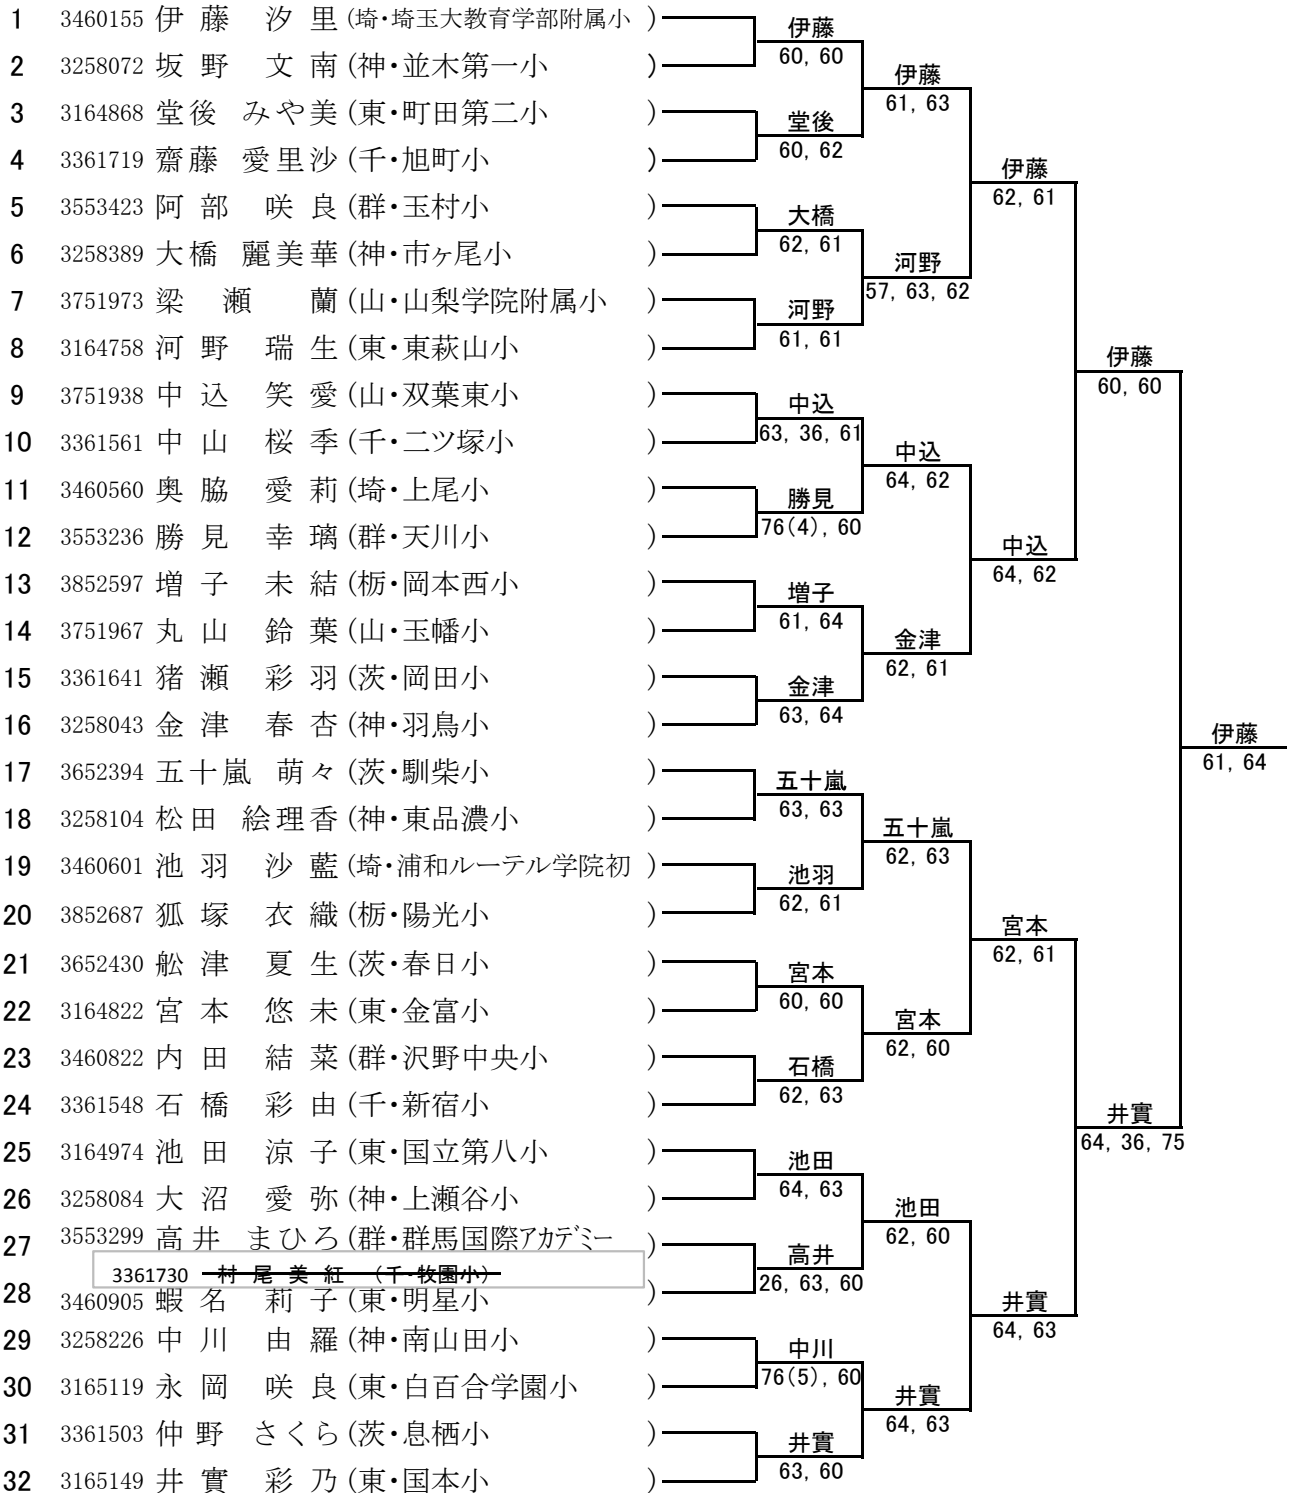 1 3460155 伊 藤 汐 里 (埼・埼玉大教育学部附属小 )
伊藤
60, 60
2 3258072 坂 野 文 南 (神・並木第一小 )
伊藤
61, 63
3 3164868 堂後 みや美 (東・町田第二小 )
堂後
60, 62
4 3361719 齋藤 愛里沙 (千・旭町小 )
伊藤
62, 61
5 3553423 阿 部 咲 良 (群・玉村小 )
大橋
62, 61
6 3258389 大橋 麗美華 (神・市ヶ尾小 )
河野
57, 63, 62
7 3751973 梁 瀬 蘭 (山・山梨学院附属小 )
河野
61, 61
8 3164758 河 野 瑞 生 (東・東萩山小 )
伊藤
60, 60
9 3751938 中 込 笑 愛 (山・双葉東小 )
中込
63, 36, 61
10 3361561 中 山 桜 季 (千・二ツ塚小 )
中込
64, 62
11 3460560 奥 脇 愛 莉 (埼・上尾小 )
勝見
76(4), 60
12 3553236 勝 見 幸 璃 (群・天川小 )
中込
64, 62
13 3852597 増 子 未 結 (栃・岡本西小 )
増子
61, 64
14 3751967 丸 山 鈴 葉 (山・玉幡小 )
金津
62, 61
15 3361641 猪 瀬 彩 羽 (茨・岡田小 )
金津
63, 64
16 3258043 金 津 春 杏 (神・羽鳥小 )
伊藤
61, 64
17 3652394 五十嵐 萌々 (茨・馴柴小 )
五十嵐
63, 63
18 3258104 松田 絵理香 (神・東品濃小 )
五十嵐
62, 63
19 3460601 池 羽 沙 藍 (埼・浦和ルーテル学院初 )
池羽
62, 61
20 3852687 狐 塚 衣 織 (栃・陽光小 )
宮本
62, 61
21 3652430 舩 津 夏 生 (茨・春日小 )
宮本
60, 60
22 3164822 宮 本 悠 未 (東・金富小 )
宮本
62, 60
23 3460822 内 田 結 菜 (群・沢野中央小 )
石橋
62, 63
24 3361548 石 橋 彩 由 (千・新宿小 )
井實
64, 36, 75
25 3164974 池 田 涼 子 (東・国立第八小 )
池田
64, 63
26 3258084 大 沼 愛 弥 (神・上瀬谷小 )
池田
62, 60
27 3553299 高井 まひろ (群・群馬国際アカデミー )
高井
26, 63, 60
3361730 村 尾 美 紅 (千・牧園小)
28 3460905 蝦 名 莉 子 (東・明星小 )
井實
64, 63
29 3258226 中 川 由 羅 (神・南山田小 )
中川
76(5), 60
30 3165119 永 岡 咲 良 (東・白百合学園小 )
井實
64, 63
31 3361503 仲 野 さくら (茨・息栖小 )
井實
63, 60
32 3165149 井 實 彩 乃 (東・国本小 )